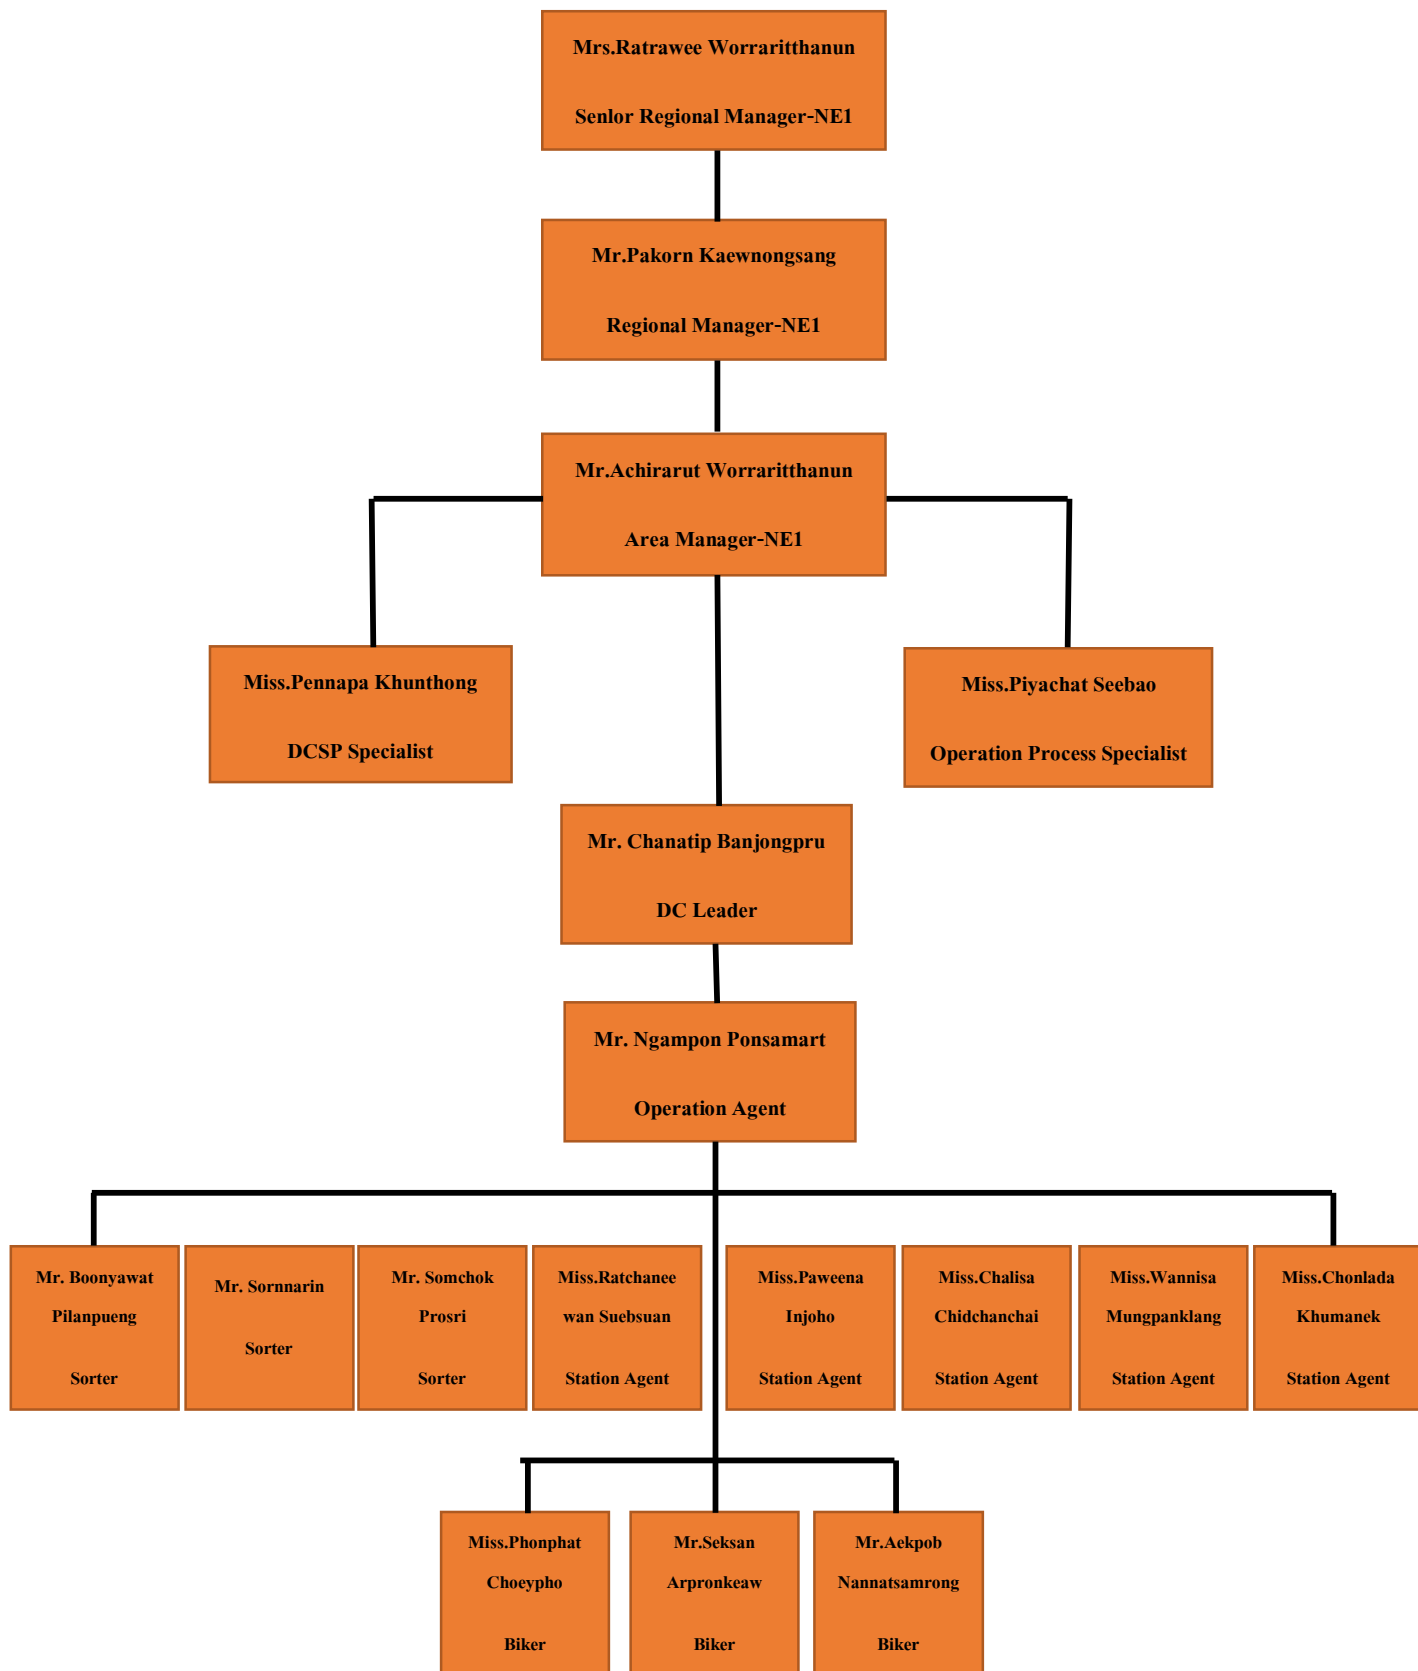 Mrs.Ratrawee Worraritthanun
Senlor Regional Manager-NE1
Mr.Pakorn Kaewnongsang
Regional Manager-NE1
Mr.Achirarut Worraritthanun
Area Manager-NE1
Miss.Pennapa Khunthong
DCSP Specialist
Miss.Piyachat Seebao
Operation Process Specialist
Mr. Chanatip Banjongpru
DC Leader
Mr. Ngampon Ponsamart
Operation Agent
Mr. Boonyawat
Pilanpueng
Sorter
Mr. Sornnarin
Sorter
Mr. Somchok
Prosri
Sorter
Miss.Ratchanee
wan Suebsuan
Station Agent
Miss.Paweena
Injoho
Station Agent
Miss.Chalisa
Chidchanchai
Station Agent
Miss.Wannisa
Mungpanklang
Station Agent
Miss.Chonlada
Khumanek
Station Agent
Miss.Phonphat
Choeypho
Biker
Mr.Seksan
Arpronkeaw
Biker
Mr.Aekpob
Nannatsamrong
Biker